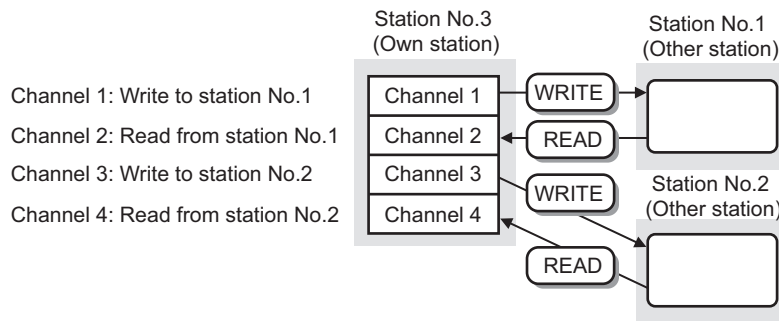 Station No.3
(Own station)
Station No.1
(Other station)
Channel 1: Write to station No.1
Channel 2: Read from station No.1
Channel 3: Write to station No.2
Channel 4: Read from station No.2
Channel 1
Channel 2
Channel 3
Channel 4
WRITE
READ
WRITE
READ
Station No.2
(Other station)